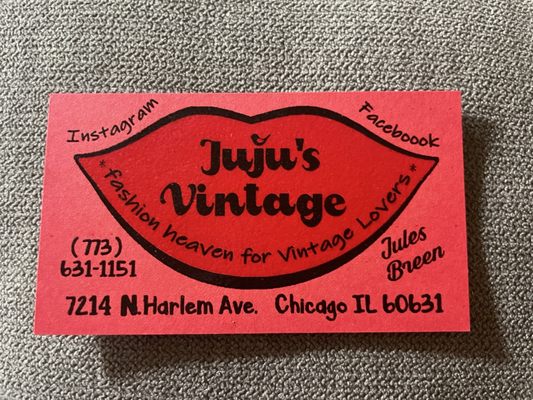 Instagram
Faceboook
Juju's
Vintage
*fashion heaven for Vintage Lovers*
(773)
631-1151
Jules
Breen
7214 N. Harlem Ave. Chicago IL 60631